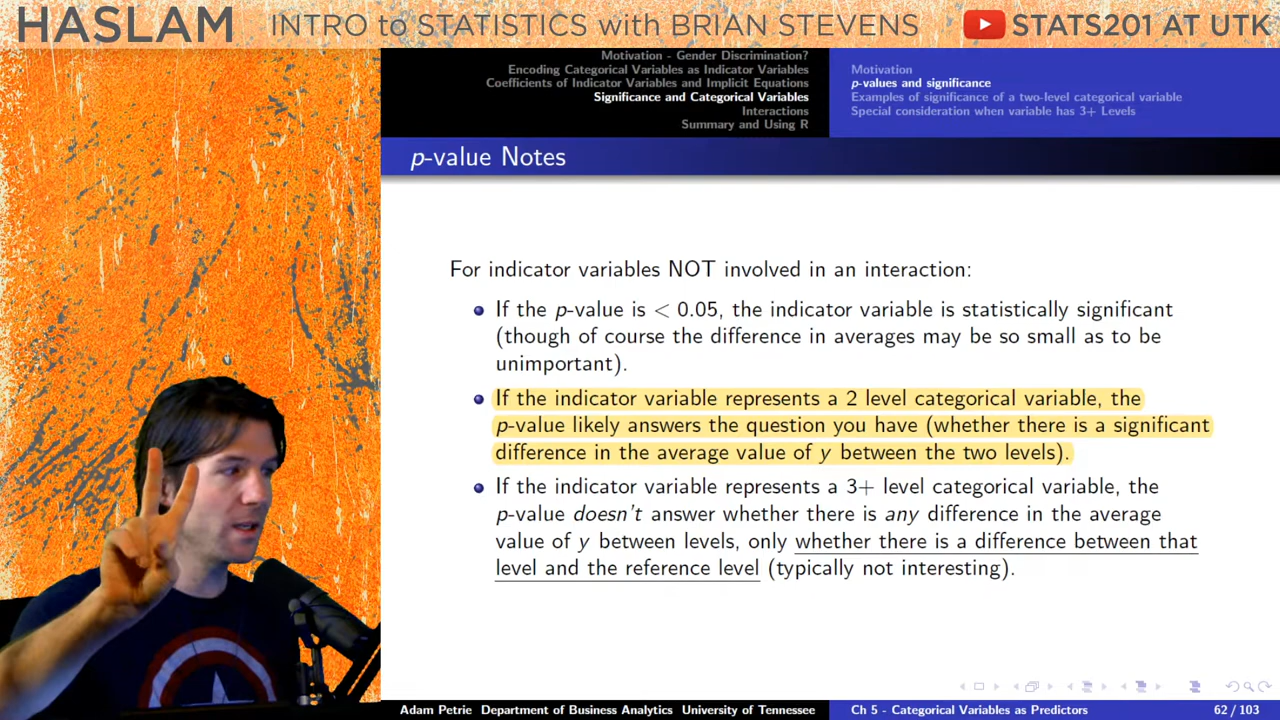 HASLAM INTRO to STATISTICS with BRIAN STEVENS STATS201 AT UTK
Motivation - Gender Discrimination?
Encoding Categorical Variables as Indicator Variables
Coefficients of Indicator Variables and Implicit Equations
Significance and Categorical Variables
Interactions
Summary and Using R
Motivation
p-values and significance
Examples of significance of a two-level categorical variable
Special consideration when variable has 3+ Levels
p-value Notes
For indicator variables NOT involved in an interaction:
If the p-value is < 0.05, the indicator variable is statistically significant
(though of course the difference in averages may be so small as to be
unimportant).
If the indicator variable represents a 2 level categorical variable, the
p-value likely answers the question you have (whether there is a significant
difference in the average value of y between the two levels).
If the indicator variable represents a 3+ level categorical variable, the
p-value doesn't answer whether there is any difference in the average
value of y between levels, only whether there is a difference between that
level and the reference level (typically not interesting).
Adam Petrie Department of Business Analytics University of Tennessee
Ch 5 - Categorical Variables as Predictors
62 / 103